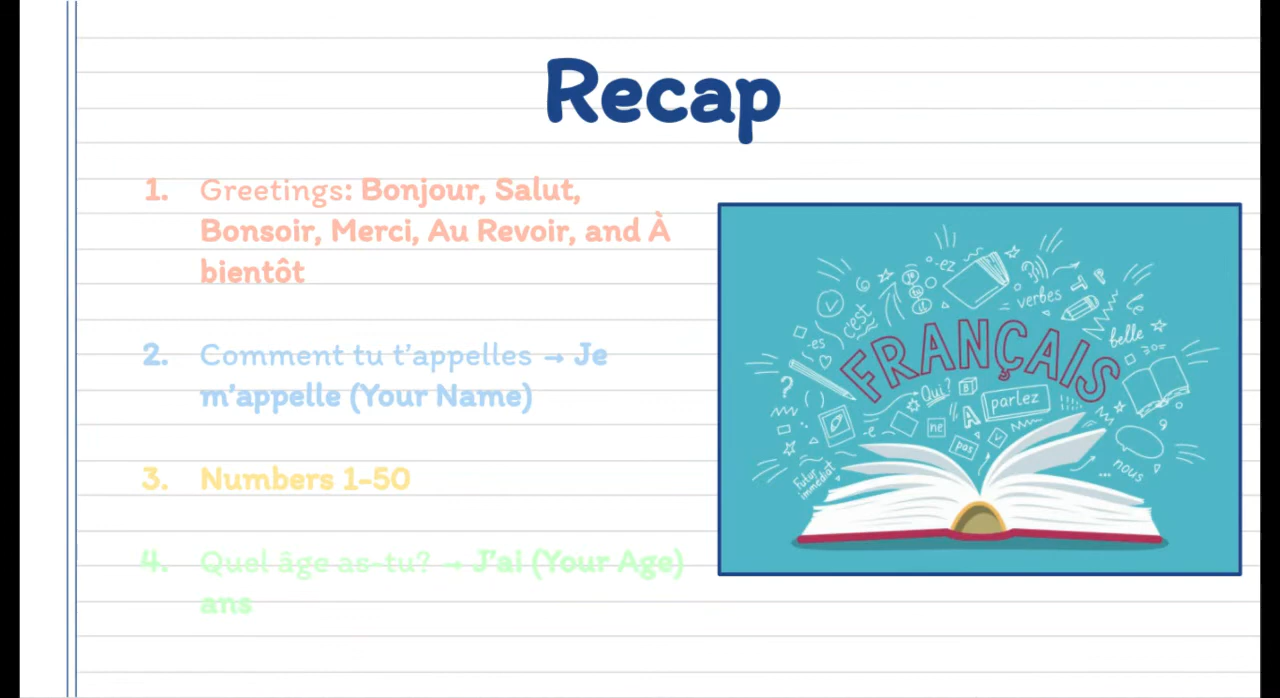 Recap
1. Greetings: Bonjour, Salut,
Bonsoir, Merci, Au Revoir, and À
bientôt
2. Comment tu t'appelles → Je
m'appelle (Your Name)
3. Numbers 1-50
4. Quel âge as-tu? → J'ai (Your Age)
ans
-ez
verbes
c'est
-es
belle
FRANÇAIS
Qui?
parlez
-e
ne
A
pas
... nous
Futur
immédiat